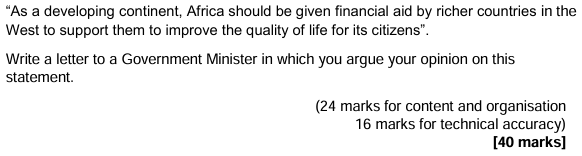 “As a developing continent, Africa should be given financial aid by richer countries in the
West to support them to improve the quality of life for its citizens”.
Write a letter to a Government Minister in which you argue your opinion on this
statement.
(24 marks for content and organisation
16 marks for technical accuracy)
[40 marks]